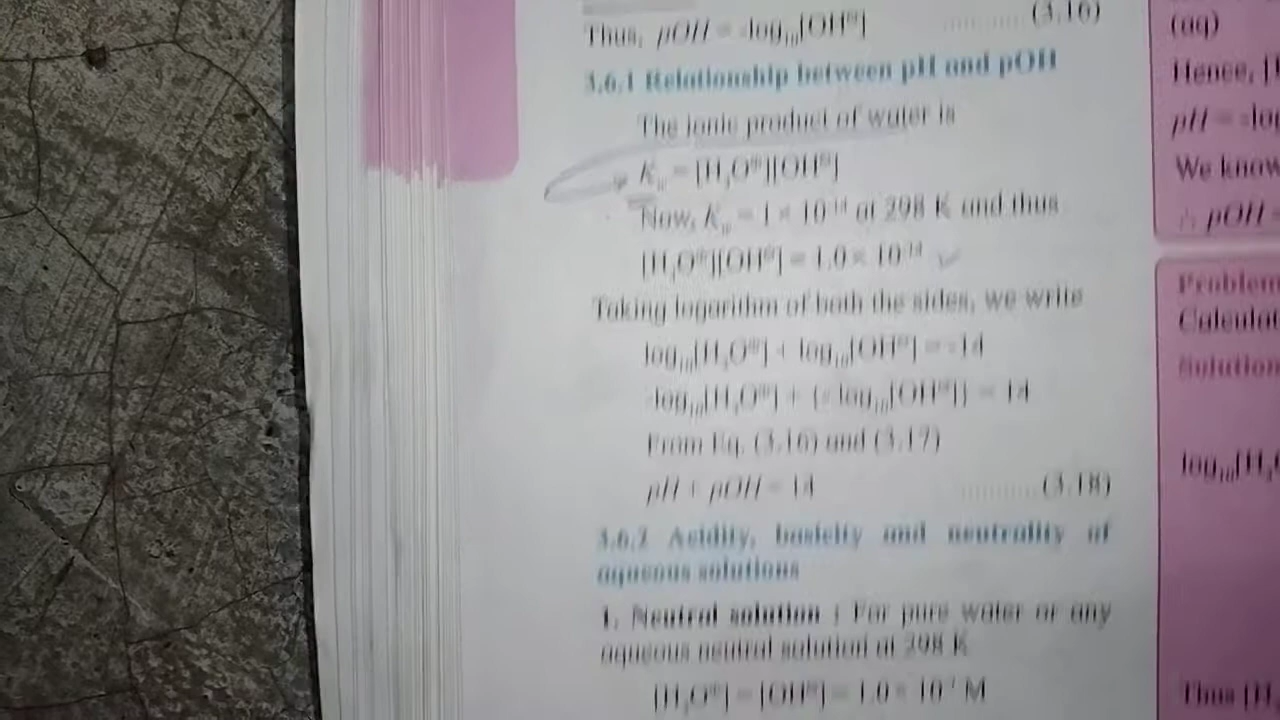 Thus, pOH = -log₁₀[OH⊖] ............ (3.16)
3.6.1 Relationship between pH and pOH
The ionic product of water is
K_w = [H₃O⊕][OH⊖]
Now, K_w = 1 × 10⁻¹⁴ at 298 K and thus
[H₃O⊕][OH⊖] = 1.0 × 10⁻¹⁴
Taking logarithm of both the sides, we write
log₁₀[H₃O⊕] + log₁₀[OH⊖] = -14
-log₁₀[H₃O⊕] + {- log₁₀[OH⊖]} = 14
From Eq. (3.16) and (3.17)
pH + pOH = 14 ............ (3.18)
3.6.2 Acidity, basicity and neutrality of
aqueous solutions
1. Neutral solution : For pure water or any
aqueous neutral solution at 298 K
[H₃O⊕] = [OH⊖] = 1.0 × 10⁻⁷ M
(aq)
Hence,
pH =
We know
∴ pOH =
Problem
Solution
Thus